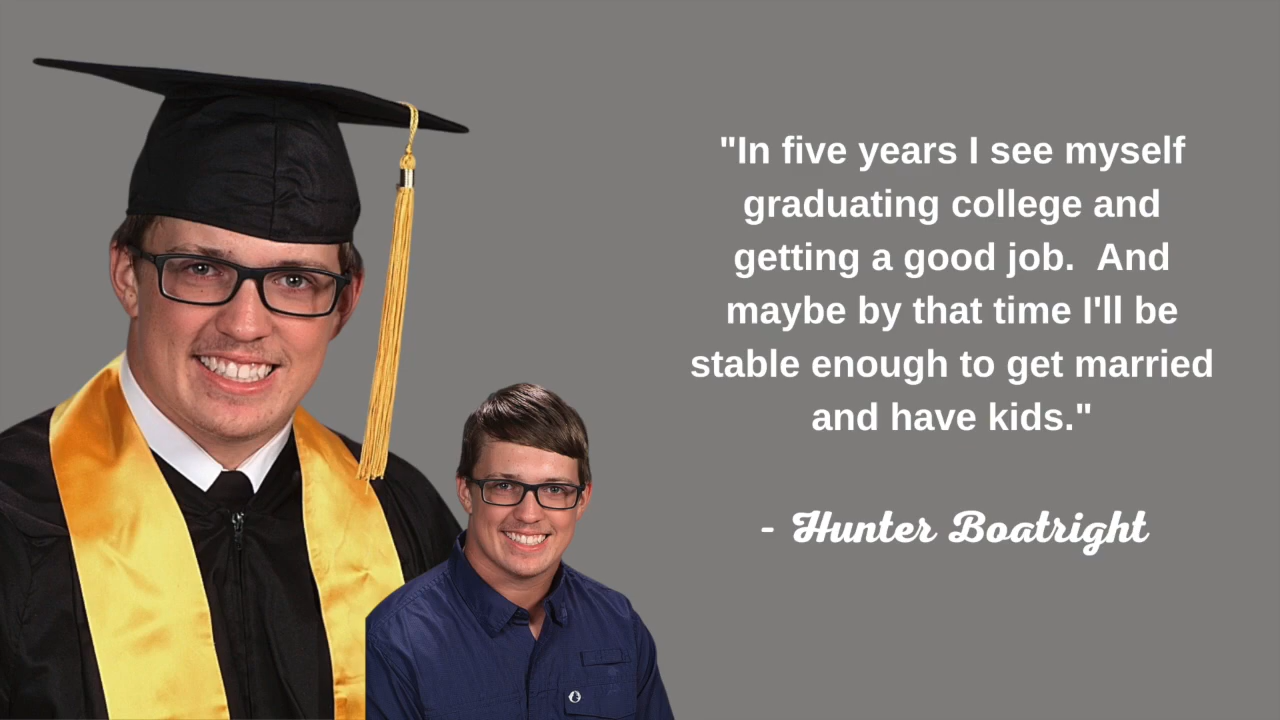 "In five years I see myself
graduating college and
getting a good job.  And
maybe by that time I'll be
stable enough to get married
and have kids."
- Hunter Boatright